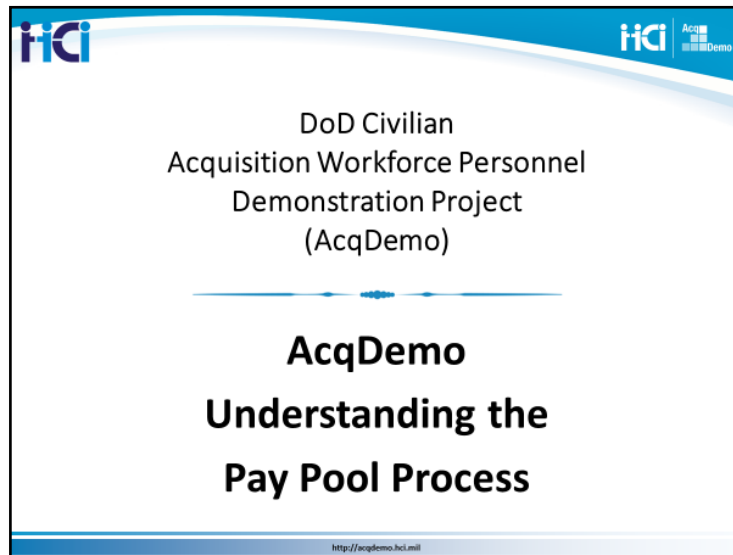 HCi
HCi Acq Demo
DoD Civilian
Acquisition Workforce Personnel
Demonstration Project
(AcqDemo)
AcqDemo
Understanding the
Pay Pool Process
http://acqdemo.hci.mil